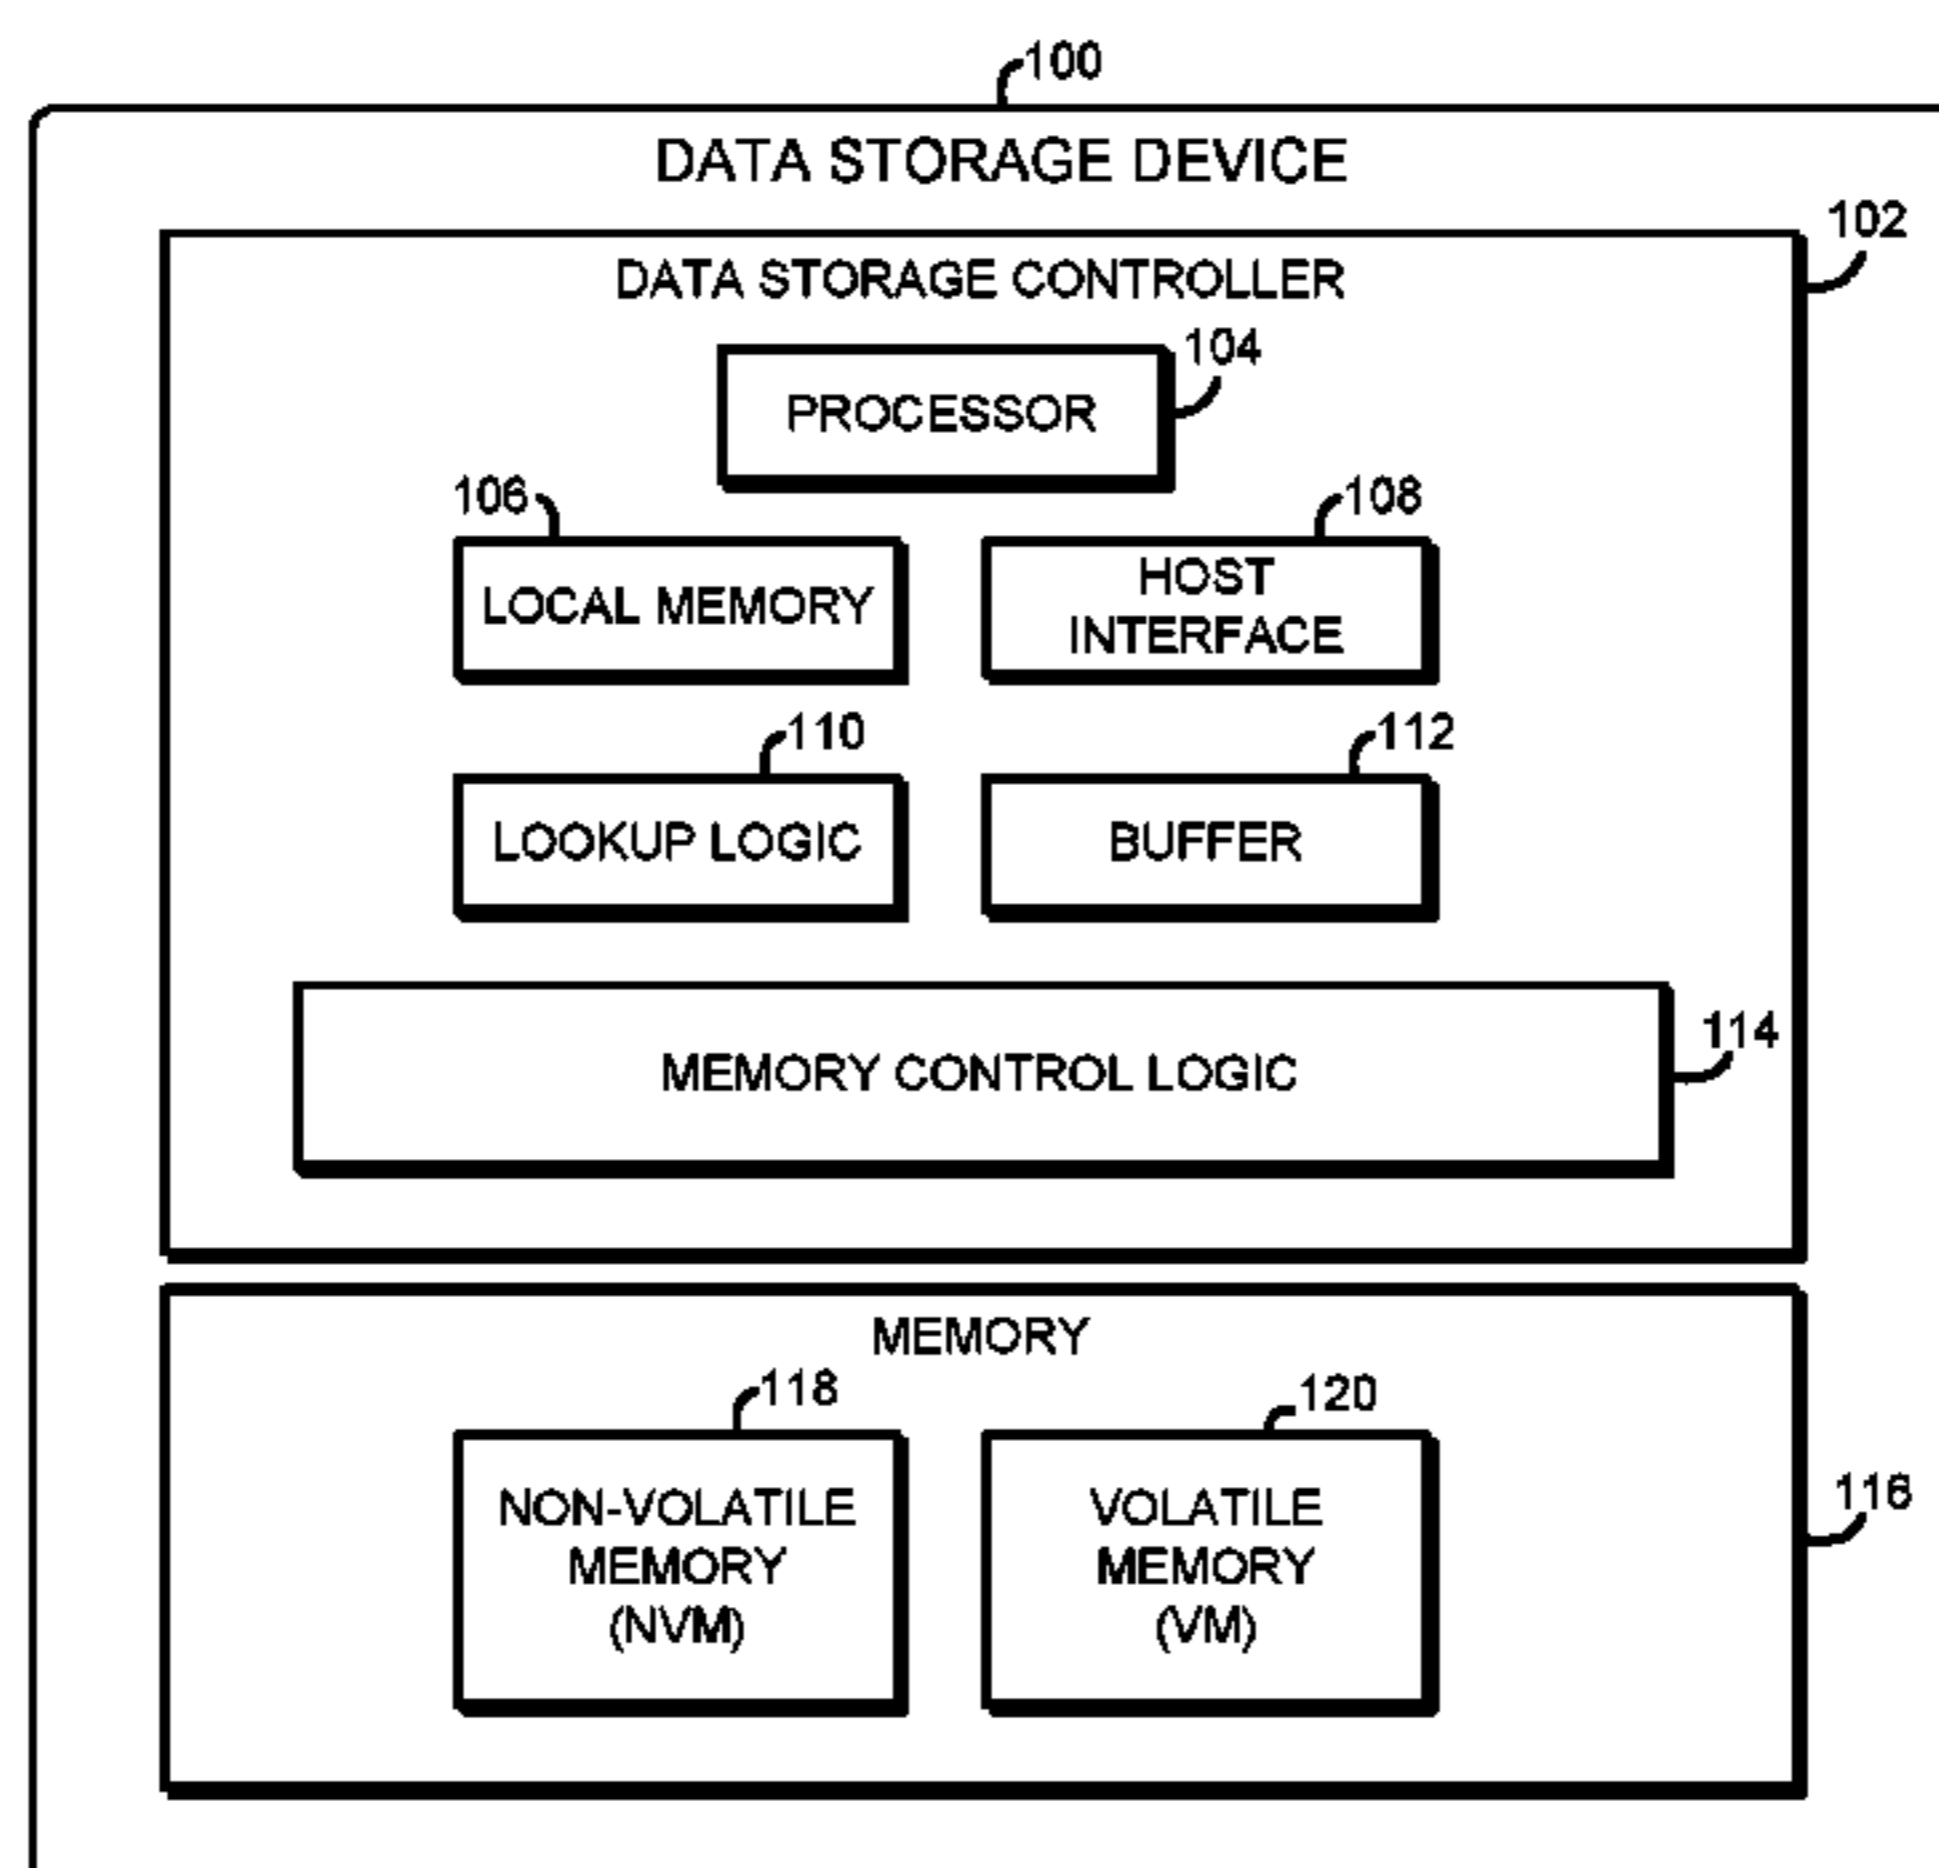 100
DATA STORAGE DEVICE
102
DATA STORAGE CONTROLLER
104
PROCESSOR
106
108
LOCAL MEMORY
HOST
INTERFACE
110
112
LOOKUP LOGIC
BUFFER
114
MEMORY CONTROL LOGIC
MEMORY
118
120
116
NON-VOLATILE
MEMORY
(NVM)
VOLATILE
MEMORY
(VM)